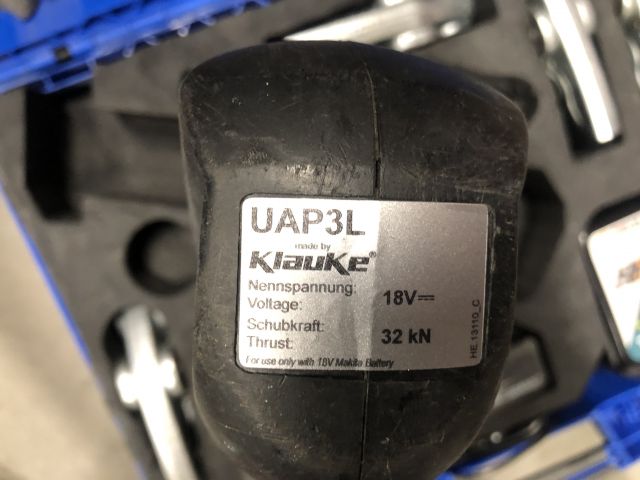 UAP3L
made by
Klauke®
Nennspannung:
Voltage: 18V⎓
Schubkraft:
Thrust: 32 kN
For use only with 18V Makita Battery
HE.13110_C